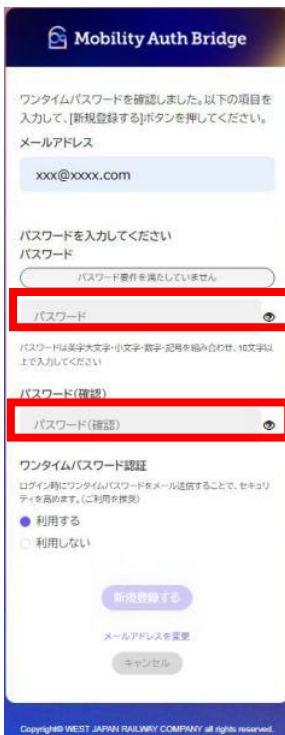 Mobility Auth Bridge
ワンタイムパスワードを確認しました。以下の項目を
入力して、[新規登録する]ボタンを押してください。
メールアドレス
xxx@xxxx.com
パスワードを入力してください
パスワード
パスワード要件を満たしていません
パスワード
パスワードは英字大文字・小文字・数字・記号を組み合わせ、10文字以
上で入力してください
パスワード(確認)
パスワード(確認)
ワンタイムパスワード認証
ログイン時にワンタイムパスワードをメール送信することで、セキュリ
ティを高めます。(ご利用を推奨)
利用する
利用しない
新規登録する
メールアドレスを変更
キャンセル
Copyright© WEST JAPAN RAILWAY COMPANY all rights reserved.